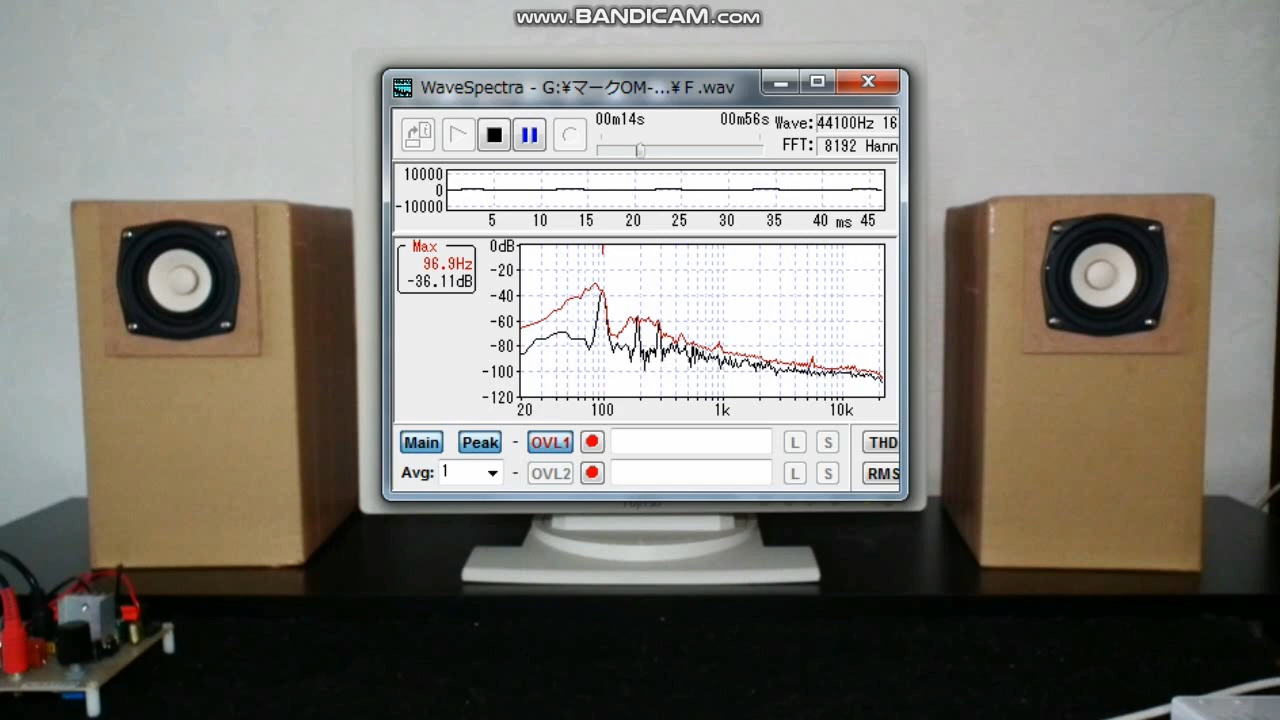 www.BANDICAM.com
WaveSpectra - G:¥マークOM-...¥ F .wav
00m14s 00m56s Wave: 44100Hz 16
FFT: 8192 Hann
10000
0
-10000
5 10 15 20 25 30 35 40 ms 45
Max
96.9Hz
-36.11dB
0dB
-20
-40
-60
-80
-100
-120
20 100 1k 10k
Main Peak - OVL1 L S THD
Avg: 1 - OVL2 L S RMS